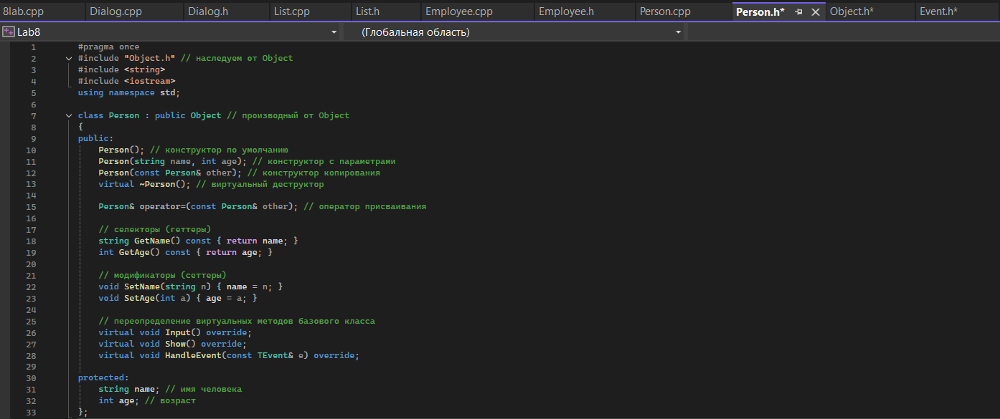 8lab.cpp Dialog.cpp Dialog.h List.cpp List.h Employee.cpp Employee.h Person.cpp Person.h* Object.h* Event.h*
Lab8 (Глобальная область)
1 #pragma once
2 #include "Object.h" // наследуем от Object
3 #include <string>
4 #include <iostream>
5 using namespace std;
6
7 class Person : public Object // производный от Object
8 {
9 public:
10 Person(); // конструктор по умолчанию
11 Person(string name, int age); // конструктор с параметрами
12 Person(const Person& other); // конструктор копирования
13 virtual ~Person(); // виртуальный деструктор
14
15 Person& operator=(const Person& other); // оператор присваивания
16
17 // селекторы (геттеры)
18 string GetName() const { return name; }
19 int GetAge() const { return age; }
20
21 // модификаторы (сеттеры)
22 void SetName(string n) { name = n; }
23 void SetAge(int a) { age = a; }
24
25 // переопределение виртуальных методов базового класса
26 virtual void Input() override;
27 virtual void Show() override;
28 virtual void HandleEvent(const TEvent& e) override;
29
30 protected:
31 string name; // имя человека
32 int age; // возраст
33 };